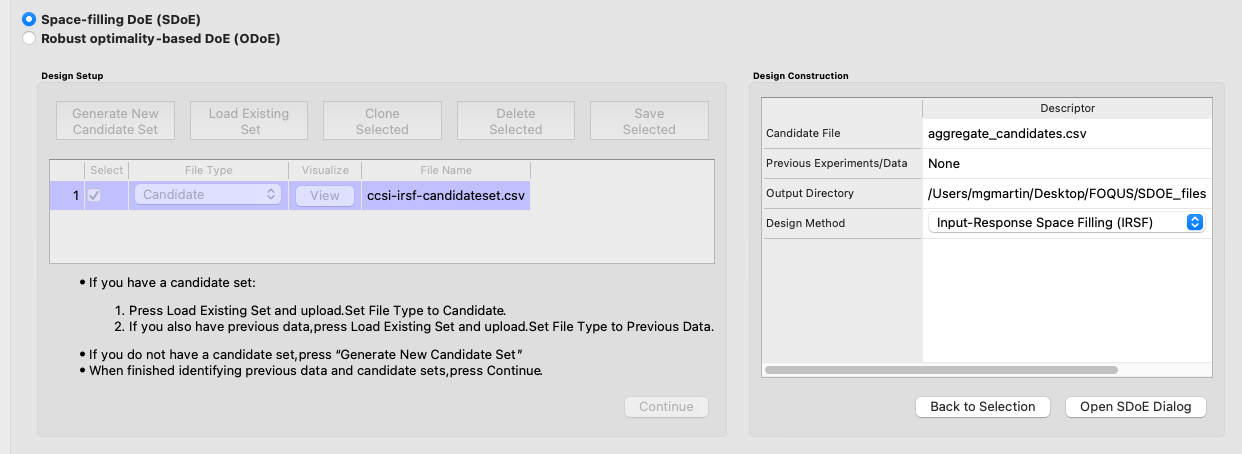 Space-filling DoE (SDoE)
Robust optimality-based DoE (ODoE)
Design Setup
Generate New
Candidate Set
Load Existing
Set
Clone
Selected
Delete
Selected
Save
Selected
Select File Type Visualize File Name
1 Candidate View ccsi-irsf-candidateset.csv
• If you have a candidate set:
1. Press Load Existing Set and upload.Set File Type to Candidate.
2. If you also have previous data,press Load Existing Set and upload.Set File Type to Previous Data.
• If you do not have a candidate set,press “Generate New Candidate Set”
• When finished identifying previous data and candidate sets,press Continue.
Continue
Design Construction
Descriptor
Candidate File aggregate_candidates.csv
Previous Experiments/Data None
Output Directory /Users/mgmartin/Desktop/FOQUS/SDOE_files
Design Method Input-Response Space Filling (IRSF)
Back to Selection Open SDoE Dialog